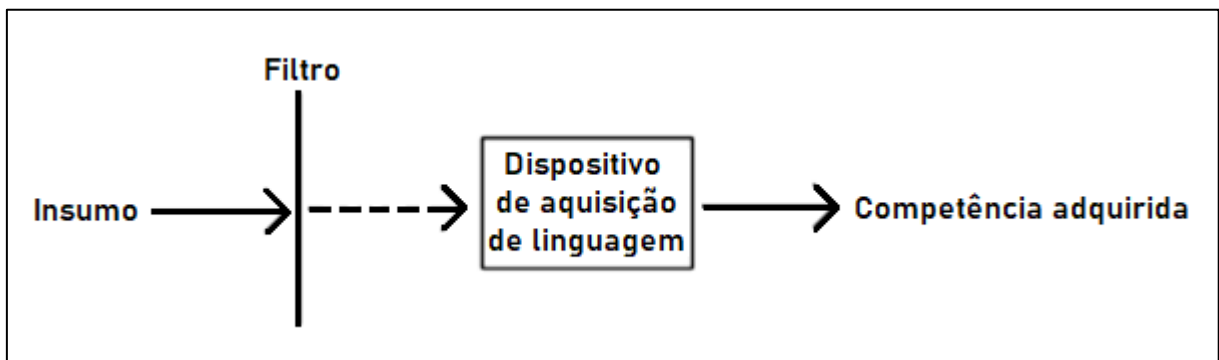 Filtro
Insumo
Dispositivo
de aquisição
de linguagem
Competência adquirida